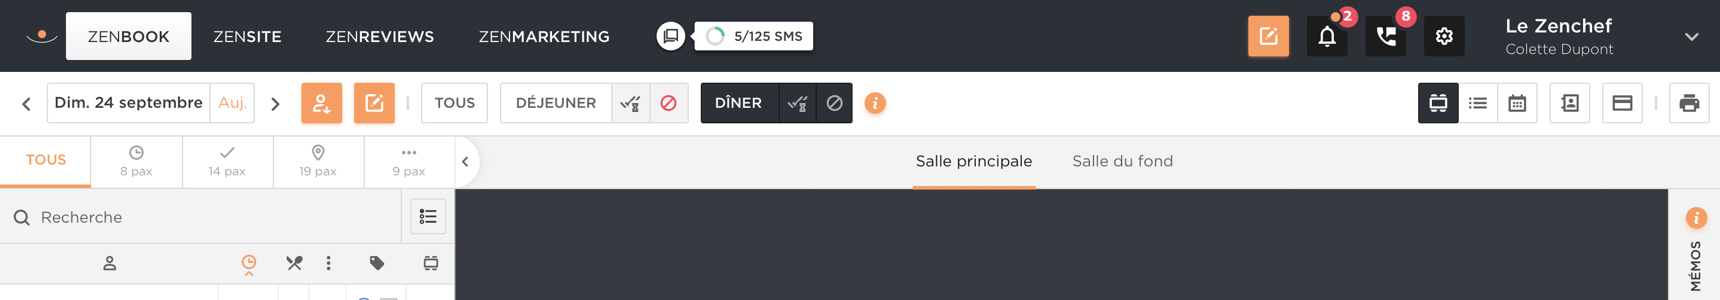 ZENBOOK ZENSITE ZENREVIEWS ZENMARKETING 5/125 SMS 2 8 Le Zenchef
Colette Dupont
Dim. 24 septembre Auj. TOUS DÉJEUNER DÎNER i
TOUS 8 pax 14 pax 19 pax 9 pax Salle principale Salle du fond
Recherche i
MÉMOS